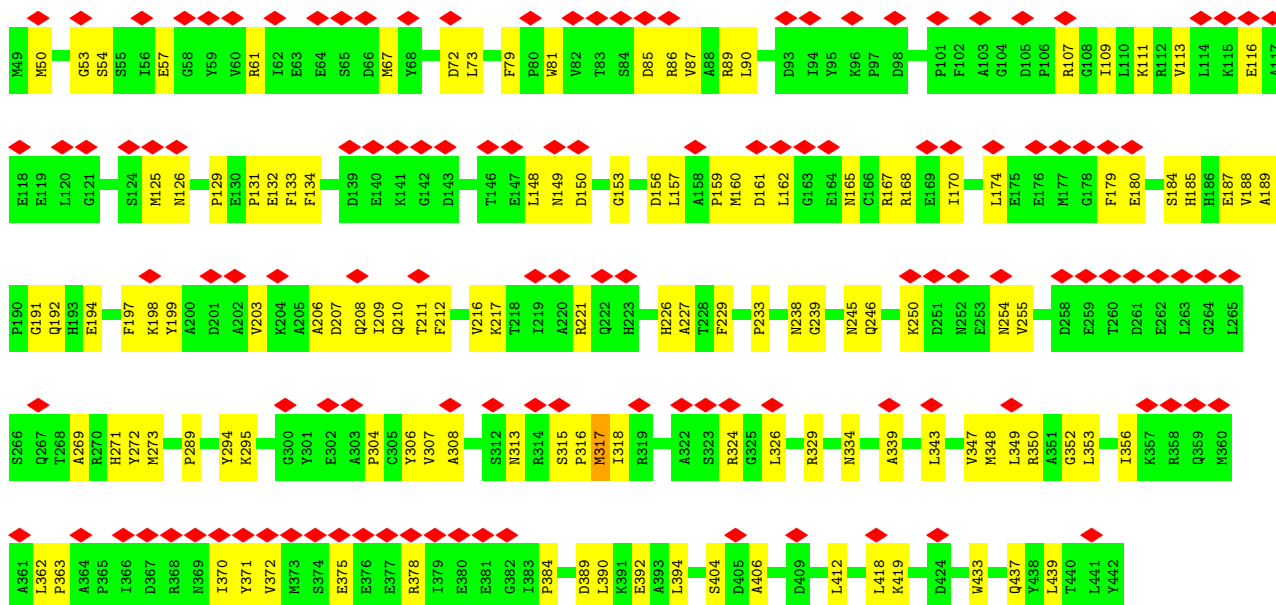 M49 M50 G53 S54 S55 I56 E57 G58 Y59 V60 R61 I62 E63 E64 S65 D66 M67 Y68 D72 L73 F79 P80 W81 V82 T83 S84 D85 R86 V87 A88 R89 L90 D93 I94 Y95 K96 P97 D98 P101 F102 A103 G104 D105 P106 R107 G108 I109 L110 K111 R112 V113 L114 K115 E116 A117
E118 E119 L120 G121 S124 M125 N126 P129 E130 P131 E132 F133 F134 D139 E140 K141 G142 D143 T146 E147 L148 N149 D150 G153 D156 L157 A158 P159 M160 D161 L162 G163 E164 N165 C166 R167 R168 E169 I170 L174 E175 E176 M177 G178 F179 E180 S184 H185 H186 E187 V188 A189
P190 G191 Q192 H193 E194 F197 K198 Y199 A200 D201 A202 V203 K204 A205 A206 D207 Q208 I209 Q210 T211 F212 V216 K217 T218 I219 A220 R221 Q222 H223 H226 A227 T228 F229 P233 N238 G239 N245 Q246 K250 D251 N252 E253 N254 V255 D258 E259 T260 D261 E262 L263 G264 L265
S266 Q267 T268 A269 R270 H271 Y272 M273 P289 Y294 K295 G300 Y301 E302 A303 P304 C305 Y306 V307 A308 S312 N313 R314 S315 P316 M317 I318 R319 A322 S323 R324 G325 L326 R329 N334 A339 L343 V347 M348 L349 R350 A351 G352 L353 I356 K357 R358 Q359 M360
A361 L362 P363 A364 P365 I366 D367 R368 N369 I370 Y371 V372 M373 S374 E375 E376 E377 R378 I379 E380 E381 G382 I383 P384 D389 L390 K391 E392 A393 L394 S404 D405 A406 D409 L412 L418 K419 D424 W433 Q437 Y438 L439 T440 L441 Y442